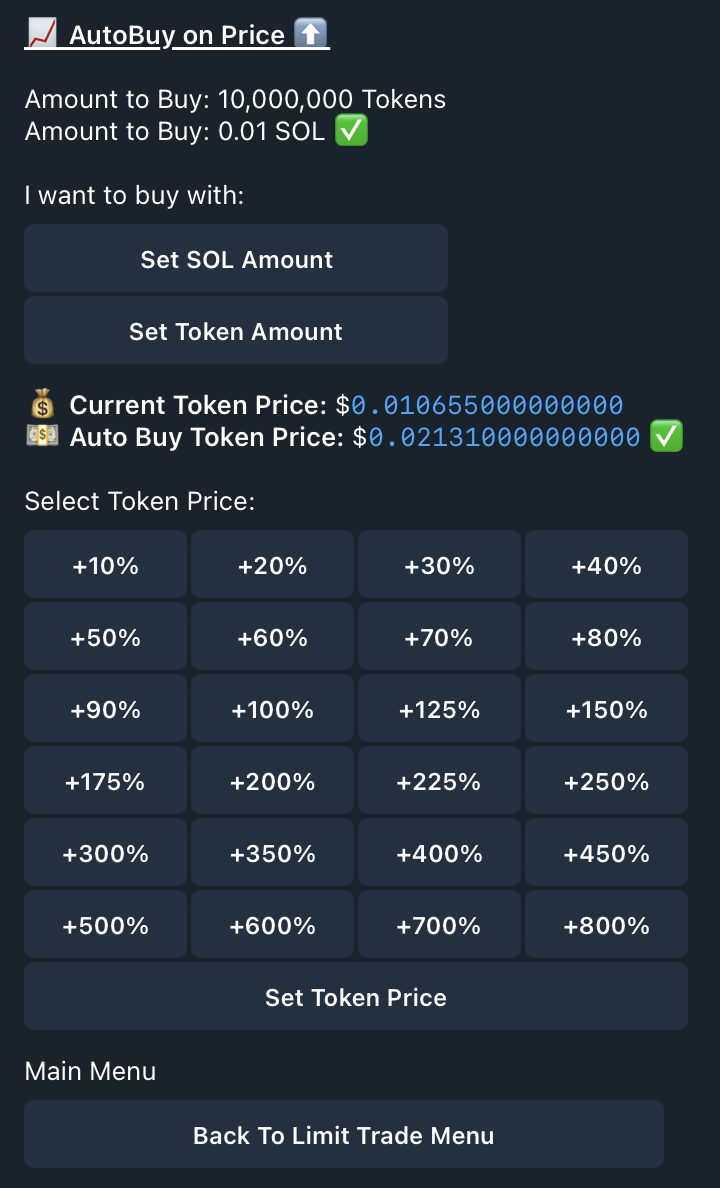 📈 AutoBuy on Price ⬆️
Amount to Buy: 10,000,000 Tokens
Amount to Buy: 0.01 SOL ✅
I want to buy with:
Set SOL Amount
Set Token Amount
💰 Current Token Price: $0.010655000000000
💵 Auto Buy Token Price: $0.021310000000000 ✅
Select Token Price:
+10% +20% +30% +40%
+50% +60% +70% +80%
+90% +100% +125% +150%
+175% +200% +225% +250%
+300% +350% +400% +450%
+500% +600% +700% +800%
Set Token Price
Main Menu
Back To Limit Trade Menu